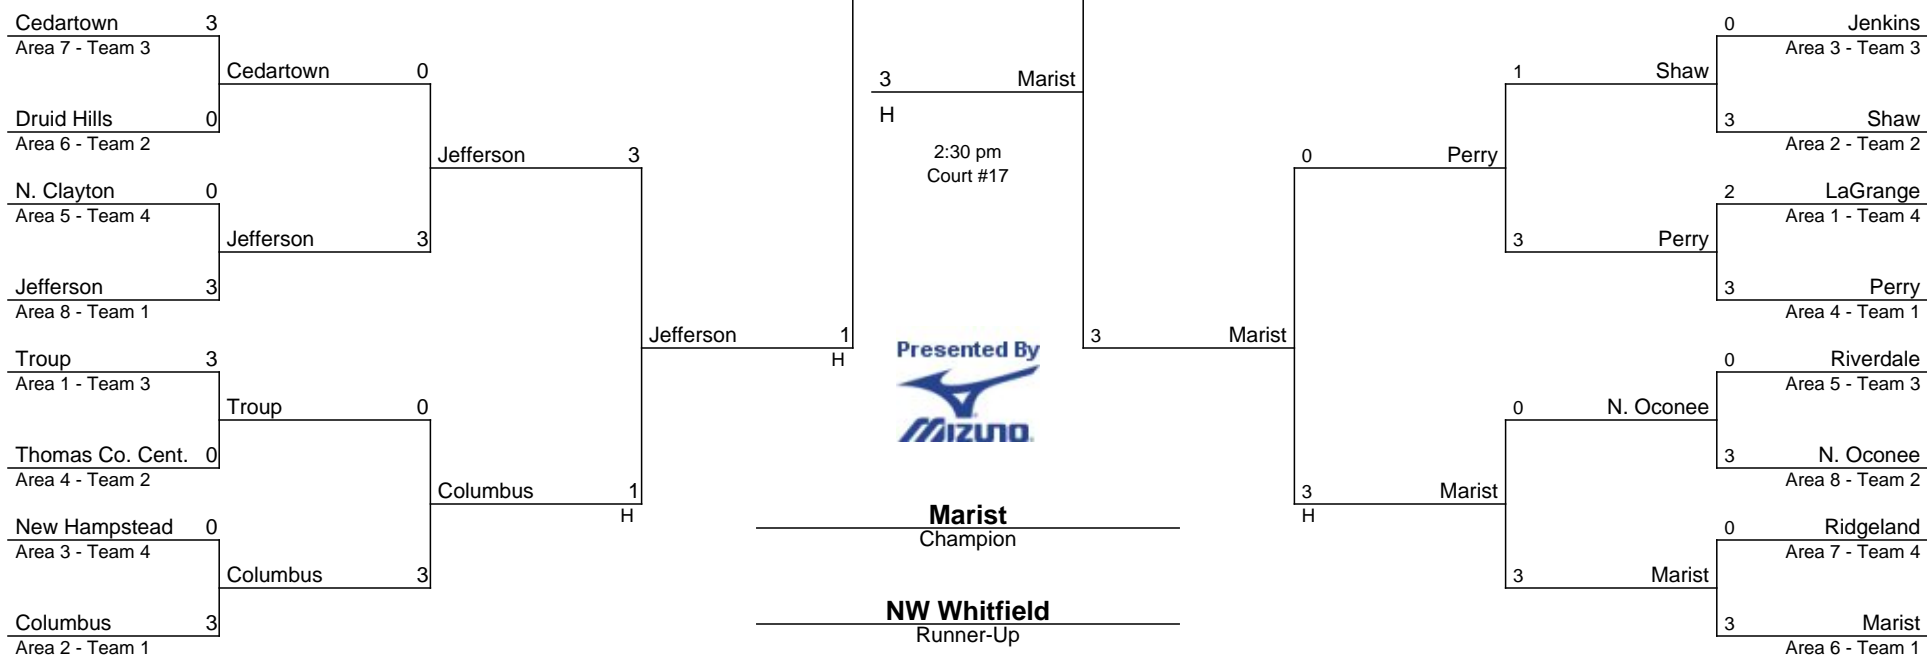 Cedartown 3
Area 7 - Team 3
Druid Hills 0
Area 6 - Team 2
N. Clayton 0
Area 5 - Team 4
Jefferson 3
Area 8 - Team 1
Troup 3
Area 1 - Team 3
Thomas Co. Cent. 0
Area 4 - Team 2
New Hampstead 0
Area 3 - Team 4
Columbus 3
Area 2 - Team 1
Cedartown 0
Jefferson 3
Troup 0
Columbus 3
Jefferson 3
Columbus 1
H
Jefferson 1
H
3 Marist
H
2:30 pm
Court #17
Presented By
MIZUNO
Marist
Champion
NW Whitfield
Runner-Up
3 Marist
0 Perry
3 Marist
H
1 Shaw
3 Perry
0 N. Oconee
3 Marist
0 Jenkins
Area 3 - Team 3
3 Shaw
Area 2 - Team 2
2 LaGrange
Area 1 - Team 4
3 Perry
Area 4 - Team 1
0 Riverdale
Area 5 - Team 3
3 N. Oconee
Area 8 - Team 2
0 Ridgeland
Area 7 - Team 4
3 Marist
Area 6 - Team 1